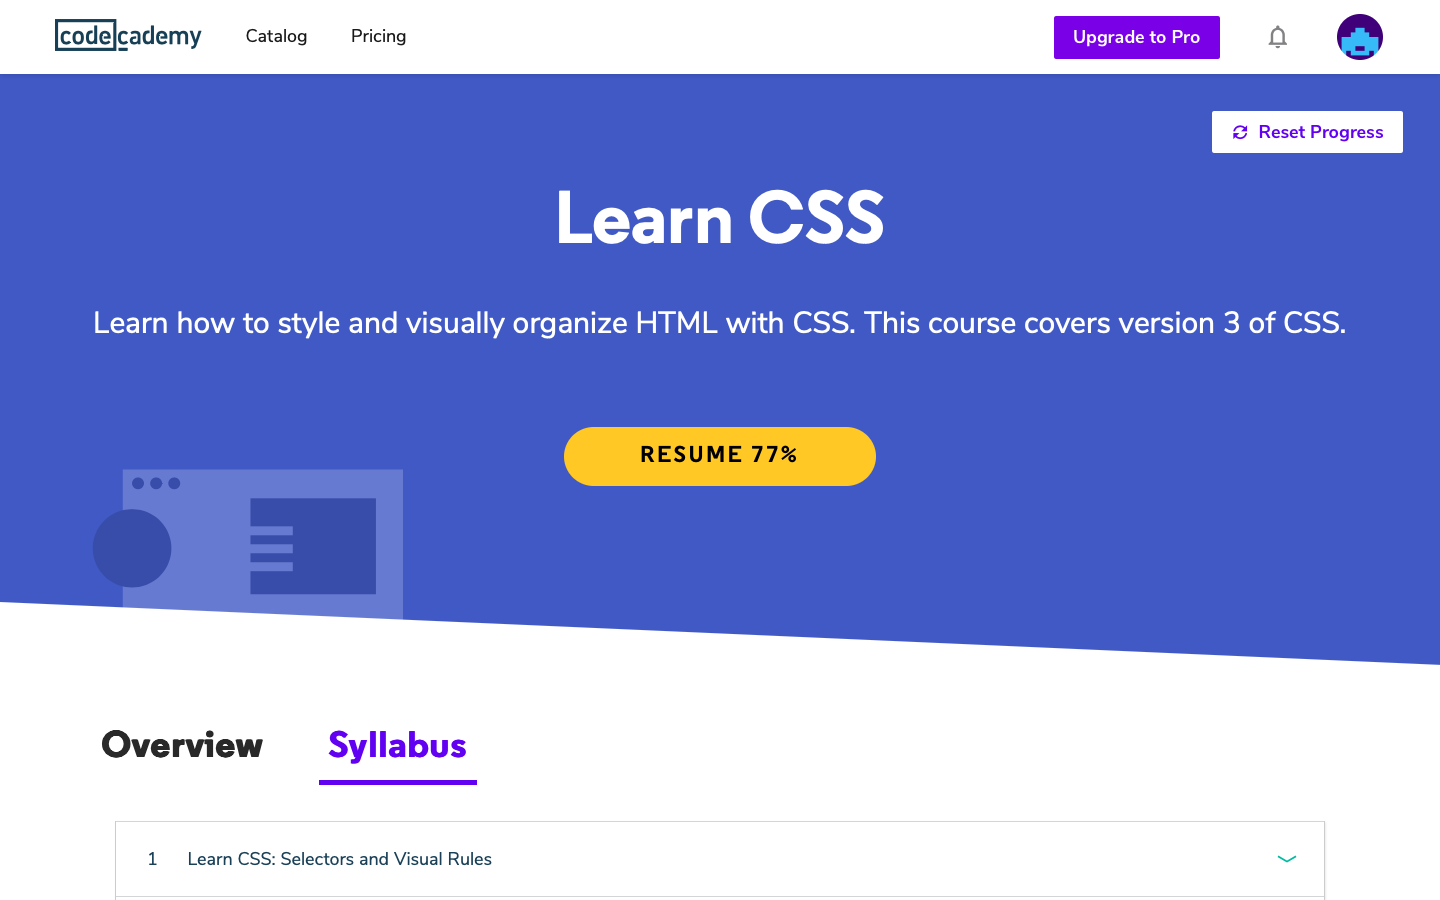 codecademy
Catalog
Pricing
Upgrade to Pro
Reset Progress
Learn CSS
Learn how to style and visually organize HTML with CSS. This course covers version 3 of CSS.
RESUME 77%
Overview
Syllabus
1 Learn CSS: Selectors and Visual Rules